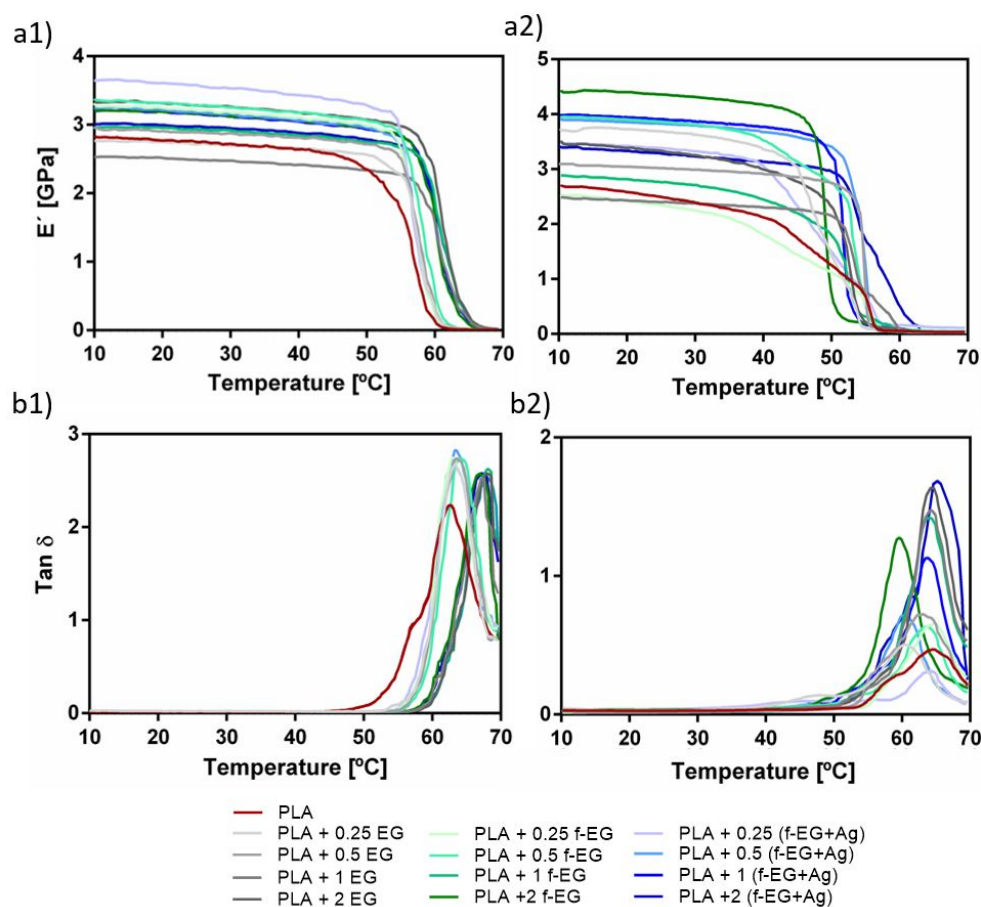 a1)
a2)
4
3
2
1
0
E´ [GPa]
10 20 30 40 50 60 70
Temperature [ºC]
5
4
3
2
1
0
10 20 30 40 50 60 70
Temperature [ºC]
b1)
b2)
3
2
1
0
Tan δ
10 20 30 40 50 60 70
Temperature [ºC]
2
1
0
10 20 30 40 50 60 70
Temperature [ºC]
PLA
PLA + 0.25 EG
PLA + 0.5 EG
PLA + 1 EG
PLA + 2 EG
PLA + 0.25 f-EG
PLA + 0.5 f-EG
PLA + 1 f-EG
PLA +2 f-EG
PLA + 0.25 (f-EG+Ag)
PLA + 0.5 (f-EG+Ag)
PLA + 1 (f-EG+Ag)
PLA +2 (f-EG+Ag)